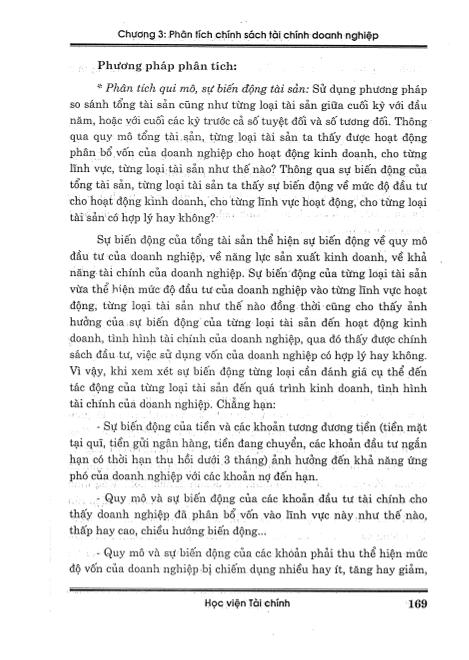 Chương 3: Phân tích chính sách tài chính doanh nghiệp
Phương pháp phân tích:
* Phân tích qui mô, sự biến động tài sản: Sử dụng phương pháp
so sánh tổng tài sản cũng như từng loại tài sản giữa cuối kỳ với đầu
năm, hoặc với cuối các kỳ trước cả số tuyệt đối và số tương đối. Thông
qua quy mô tổng tài sản, từng loại tài sản ta thấy được hoạt động
phân bổ vốn của doanh nghiệp cho hoạt động kinh doanh, cho từng
lĩnh vực, từng loại tài sản như thế nào? Thông qua sự biến động của
tổng tài sản, từng loại tài sản ta thấy sự biến động về mức độ đầu tư
cho hoạt động kinh doanh, cho từng lĩnh vực hoạt động, cho từng loại
tài sản có hợp lý hay không?
Sự biến động của tổng tài sản thể hiện sự biến động về quy mô
đầu tư của doanh nghiệp, về năng lực sản xuất kinh doanh, về khả
năng tài chính của doanh nghiệp. Sự biến động của từng loại tài sản
vừa thể hiện mức độ đầu tư của doanh nghiệp vào từng lĩnh vực hoạt
động, từng loại tài sản như thế nào đồng thời cũng cho thấy ảnh
hưởng của sự biến động của từng loại tài sản đến hoạt động kinh
doanh, tình hình tài chính của doanh nghiệp, qua đó thấy được chính
sách đầu tư, việc sử dụng vốn của doanh nghiệp có hợp lý hay không.
Vì vậy, khi xem xét sự biến động từng loại cần đánh giá cụ thể đến
tác động của từng loại tài sản đến quá trình kinh doanh, tình hình
tài chính của doanh nghiệp. Chẳng hạn:
- Sự biến động của tiền và các khoản tương đương tiền (tiền mặt
tại quĩ, tiền gửi ngân hàng, tiền đang chuyển, các khoản đầu tư ngắn
hạn có thời hạn thu hồi dưới 3 tháng) ảnh hưởng đến khả năng ứng
phó của doanh nghiệp với các khoản nợ đến hạn.
- Quy mô và sự biến động của các khoản đầu tư tài chính cho
thấy doanh nghiệp đã phân bổ vốn vào lĩnh vực này như thế nào,
thấp hay cao, chiều hướng biến động...
- Quy mô và sự biến động của các khoản phải thu thể hiện mức
độ vốn của doanh nghiệp bị chiếm dụng nhiều hay ít, tăng hay giảm,
Học viện Tài chính
169